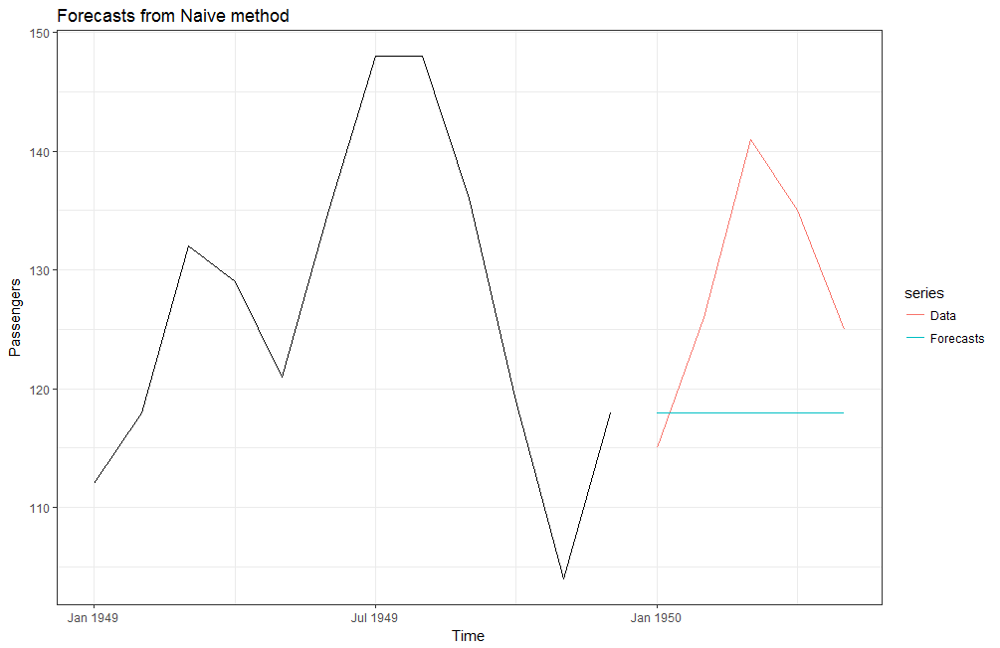 Forecasts from Naive method
150
140
130
120
110
Passengers
Jan 1949
Jul 1949
Jan 1950
Time
series
Data
Forecasts